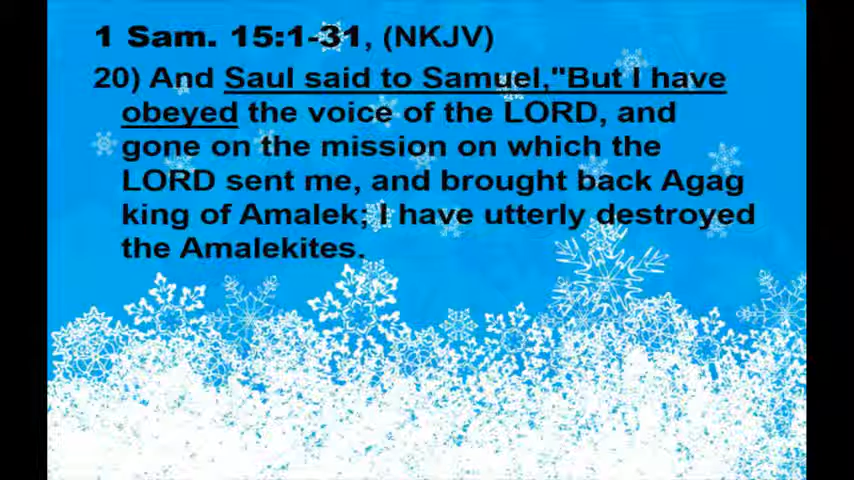 1 Sam. 15:1-31, (NKJV)
20) And Saul said to Samuel,"But I have
obeyed the voice of the LORD, and
gone on the mission on which the
LORD sent me, and brought back Agag
king of Amalek; I have utterly destroyed
the Amalekites.